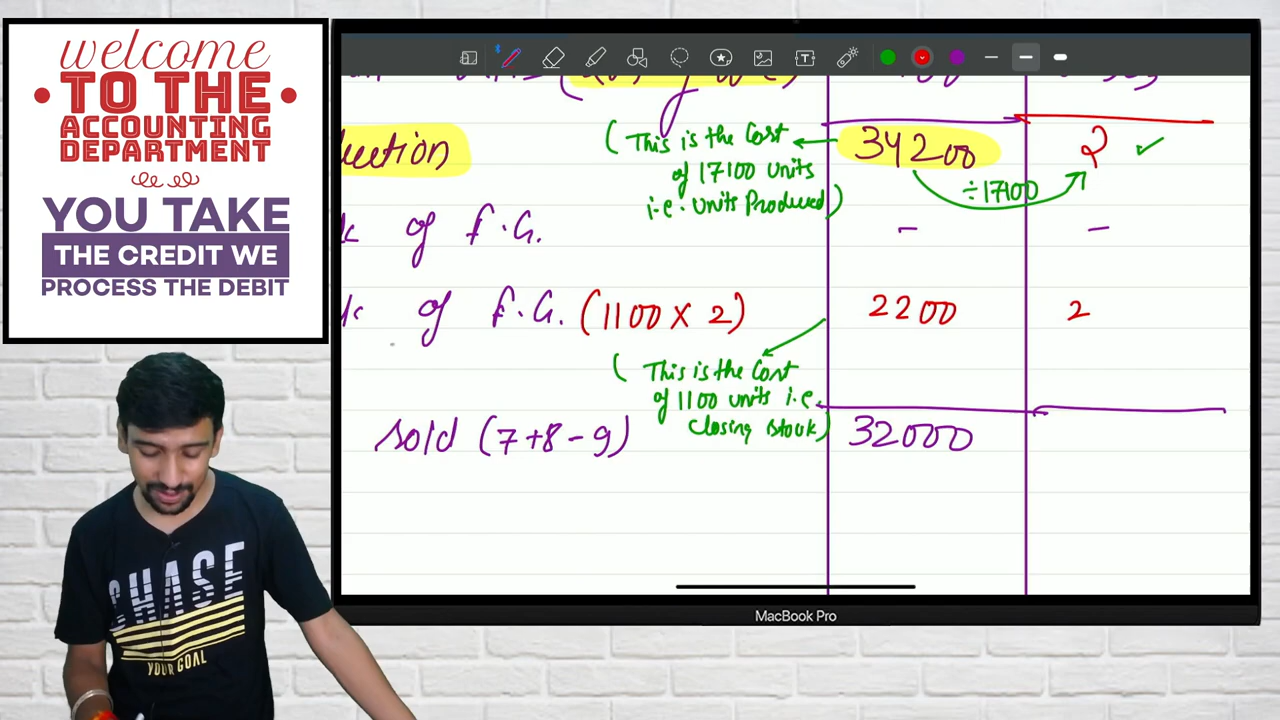 welcome
TO THE
ACCOUNTING
DEPARTMENT
YOU TAKE
THE CREDIT WE
PROCESS THE DEBIT
duction
(This is the Cost
of 17100 units
i.e. units Produced)
34200
2
÷17100
of f.G.
-
-
of f.G. (1100 x 2)
2200
2
(This is the Cost
of 1100 units i.e.
Closing stock)
sold (7+8-9)
32000
CHASE
YOUR GOAL
MacBook Pro